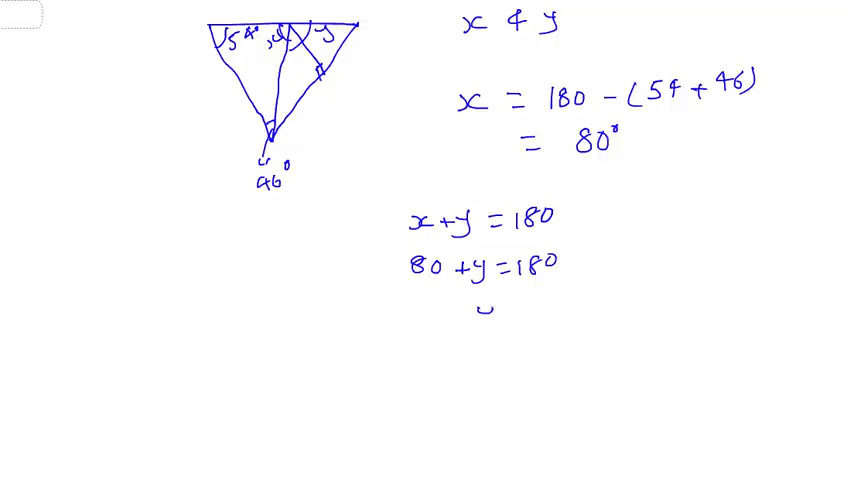 x & y
54° x y
x = 180 - (54 + 46)
= 80°
46°
x + y = 180
80 + y = 180